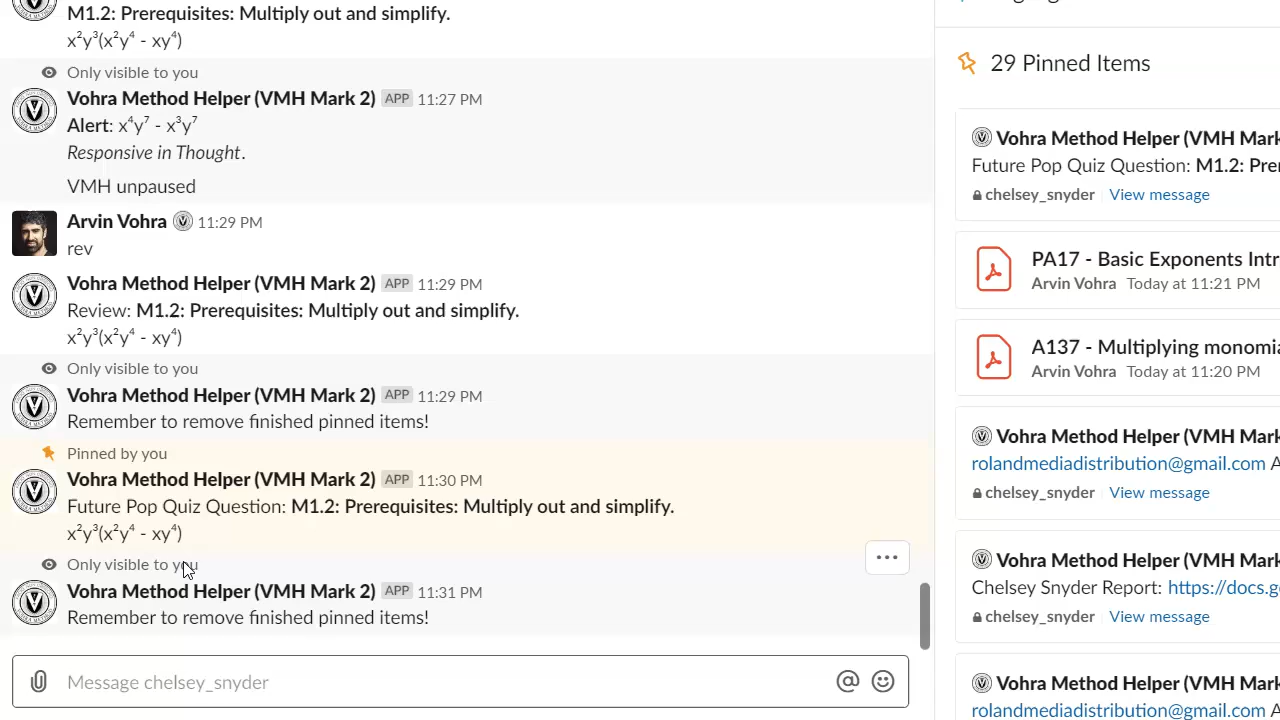 M1.2: Prerequisites: Multiply out and simplify.
x²y³(x²y⁴ - xy⁴)
Only visible to you
Vohra Method Helper (VMH Mark 2) APP 11:27 PM
Alert: x⁴y⁷ - x³y⁷
Responsive in Thought.
VMH unpaused
Arvin Vohra 11:29 PM
rev
Vohra Method Helper (VMH Mark 2) APP 11:29 PM
Review: M1.2: Prerequisites: Multiply out and simplify.
x²y³(x²y⁴ - xy⁴)
Only visible to you
Vohra Method Helper (VMH Mark 2) APP 11:29 PM
Remember to remove finished pinned items!
Pinned by you
Vohra Method Helper (VMH Mark 2) APP 11:30 PM
Future Pop Quiz Question: M1.2: Prerequisites: Multiply out and simplify.
x²y³(x²y⁴ - xy⁴)
Only visible to you
Vohra Method Helper (VMH Mark 2) APP 11:31 PM
Remember to remove finished pinned items!
Message chelsey_snyder
29 Pinned Items
Vohra Method Helper (VMH Mark
Future Pop Quiz Question: M1.2: Prer
chelsey_snyder View message
PA17 - Basic Exponents Intr
Arvin Vohra Today at 11:21 PM
A137 - Multiplying monomia
Arvin Vohra Today at 11:20 PM
Vohra Method Helper (VMH Mark
rolandmediadistribution@gmail.com A
chelsey_snyder View message
Vohra Method Helper (VMH Mark
Chelsey Snyder Report: https://docs.g
chelsey_snyder View message
Vohra Method Helper (VMH Mark
rolandmediadistribution@gmail.com A